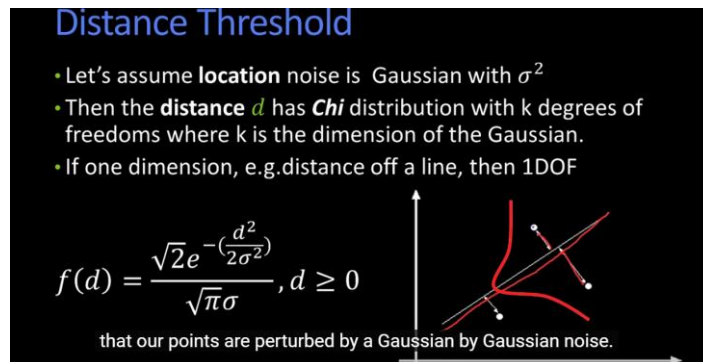 Distance Threshold
• Let's assume location noise is Gaussian with σ²
• Then the distance d has Chi distribution with k degrees of
freedoms where k is the dimension of the Gaussian.
• If one dimension, e.g.distance off a line, then 1DOF
f(d) = √2e^−(d²/2σ²) / √πσ , d ≥ 0
that our points are perturbed by a Gaussian by Gaussian noise.